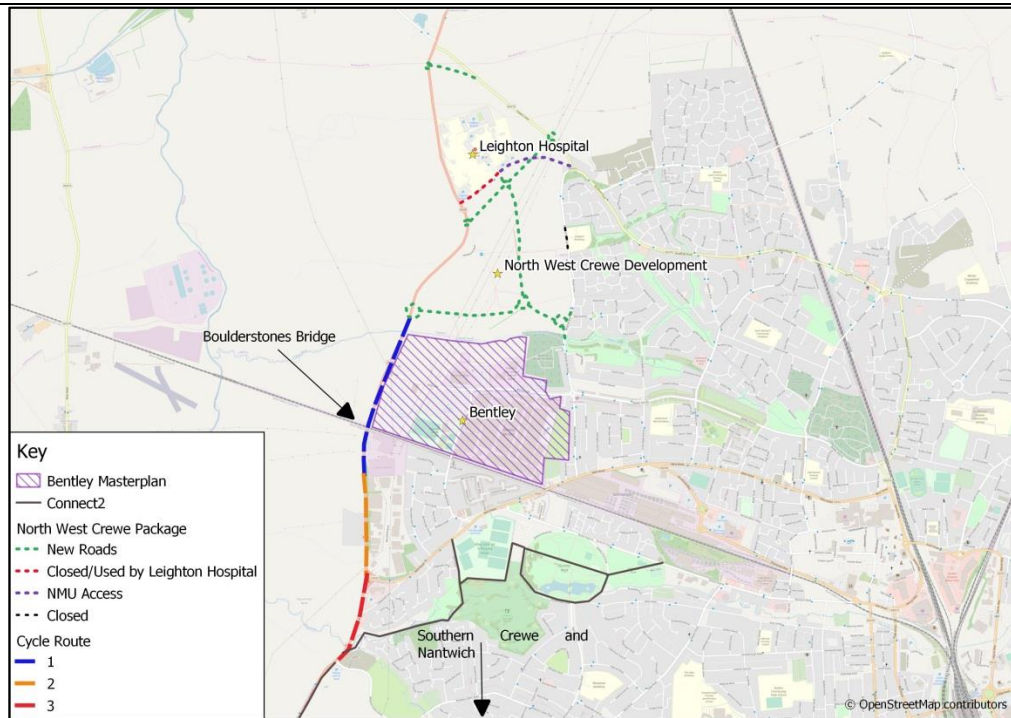 Leighton Hospital
North West Crewe Development
Boulderstones Bridge
Bentley
Key
Bentley Masterplan
Connect2
North West Crewe Package
New Roads
Closed/Used by Leighton Hospital
NMU Access
Closed
Cycle Route
1
2
3
Southern Crewe and
Nantwich
© OpenStreetMap contributors